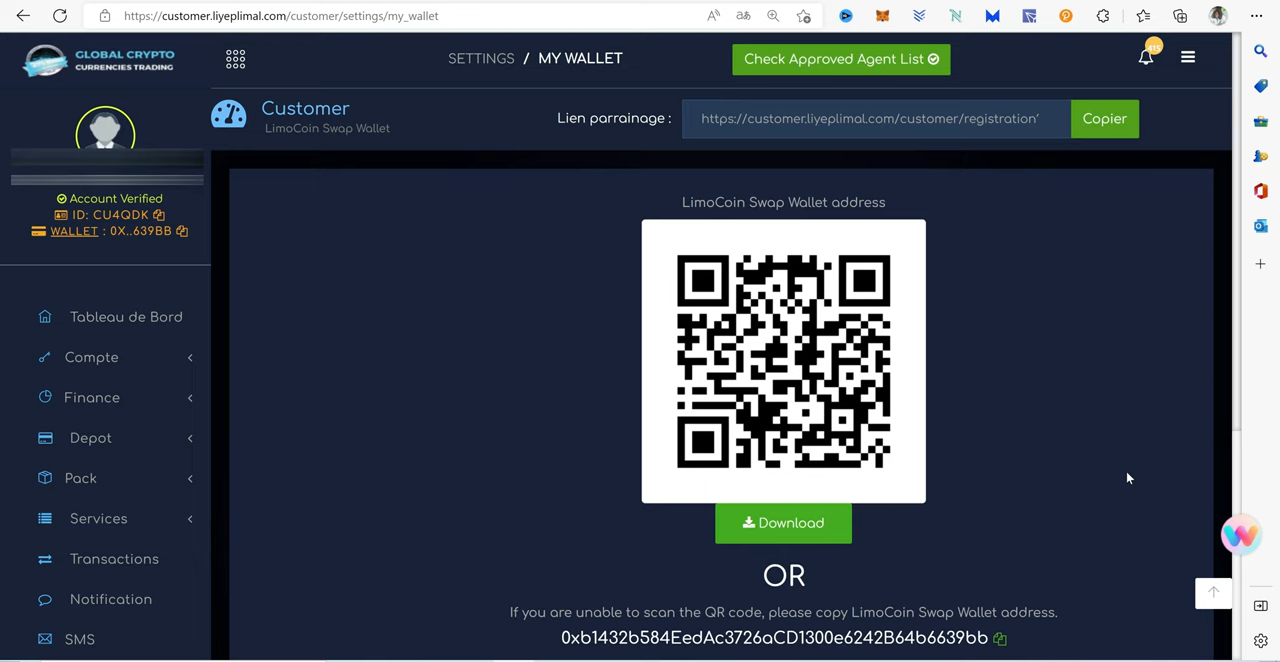 https://customer.liyeplimal.com/customer/settings/my_wallet
GLOBAL CRYPTO
CURRENCIES TRADING
SETTINGS / MY WALLET
Check Approved Agent List
415
Customer
LimoCoin Swap Wallet
Lien parrainage :
https://customer.liyeplimal.com/customer/registration
Copier
Account Verified
ID: CU4QDK
WALLET : 0X..639BB
Tableau de Bord
Compte
Finance
Depot
Pack
Services
Transactions
Notification
SMS
LimoCoin Swap Wallet address
Download
OR
If you are unable to scan the QR code, please copy LimoCoin Swap Wallet address.
0xb1432b584EedAc3726aCD1300e6242B64b6639bb